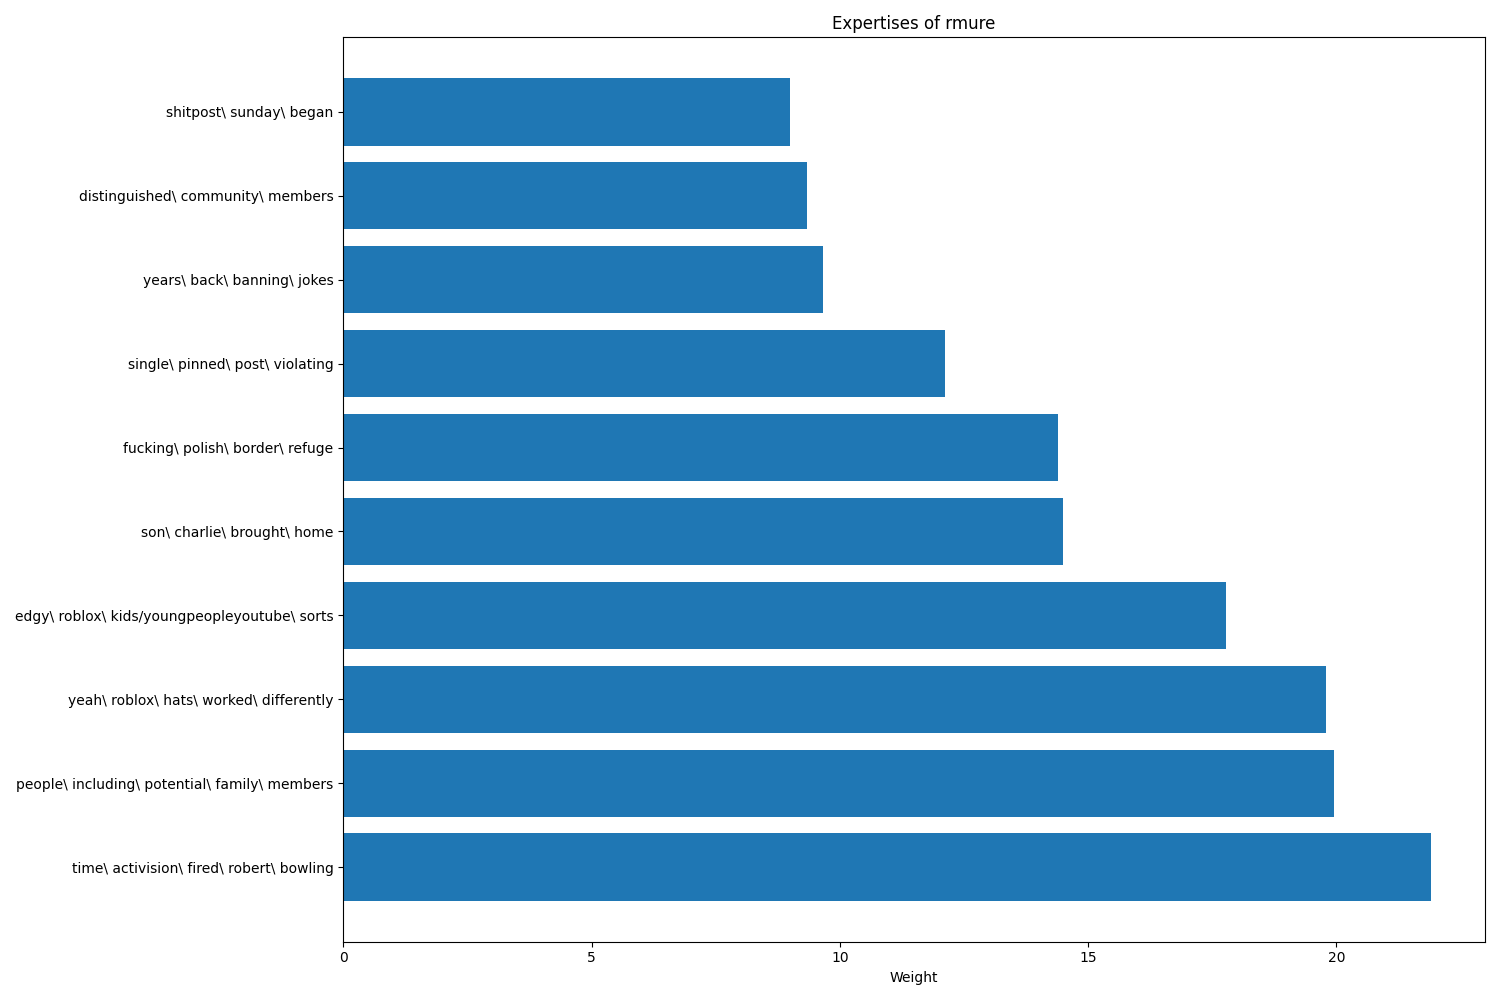 Expertises of rmure
shitpost\ sunday\ began
distinguished\ community\ members
years\ back\ banning\ jokes
single\ pinned\ post\ violating
fucking\ polish\ border\ refuge
son\ charlie\ brought\ home
edgy\ roblox\ kids/youngpeopleyoutube\ sorts
yeah\ roblox\ hats\ worked\ differently
people\ including\ potential\ family\ members
time\ activision\ fired\ robert\ bowling
0 5 10 15 20
Weight